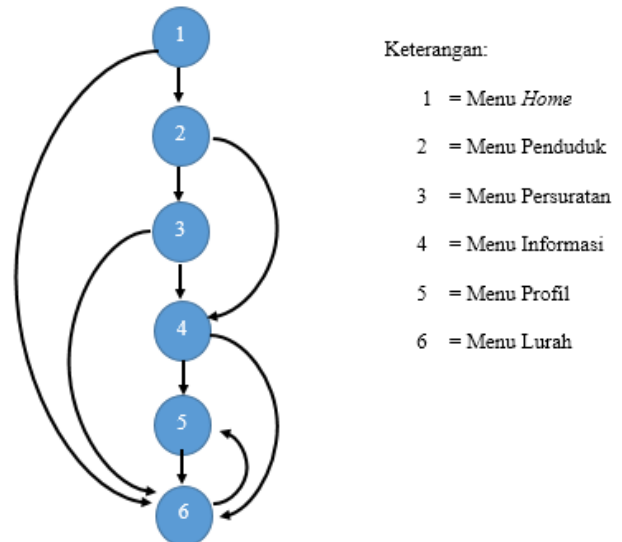 1
2
3
4
5
6
Keterangan:
1 = Menu Home
2 = Menu Penduduk
3 = Menu Persuratan
4 = Menu Informasi
5 = Menu Profil
6 = Menu Lurah